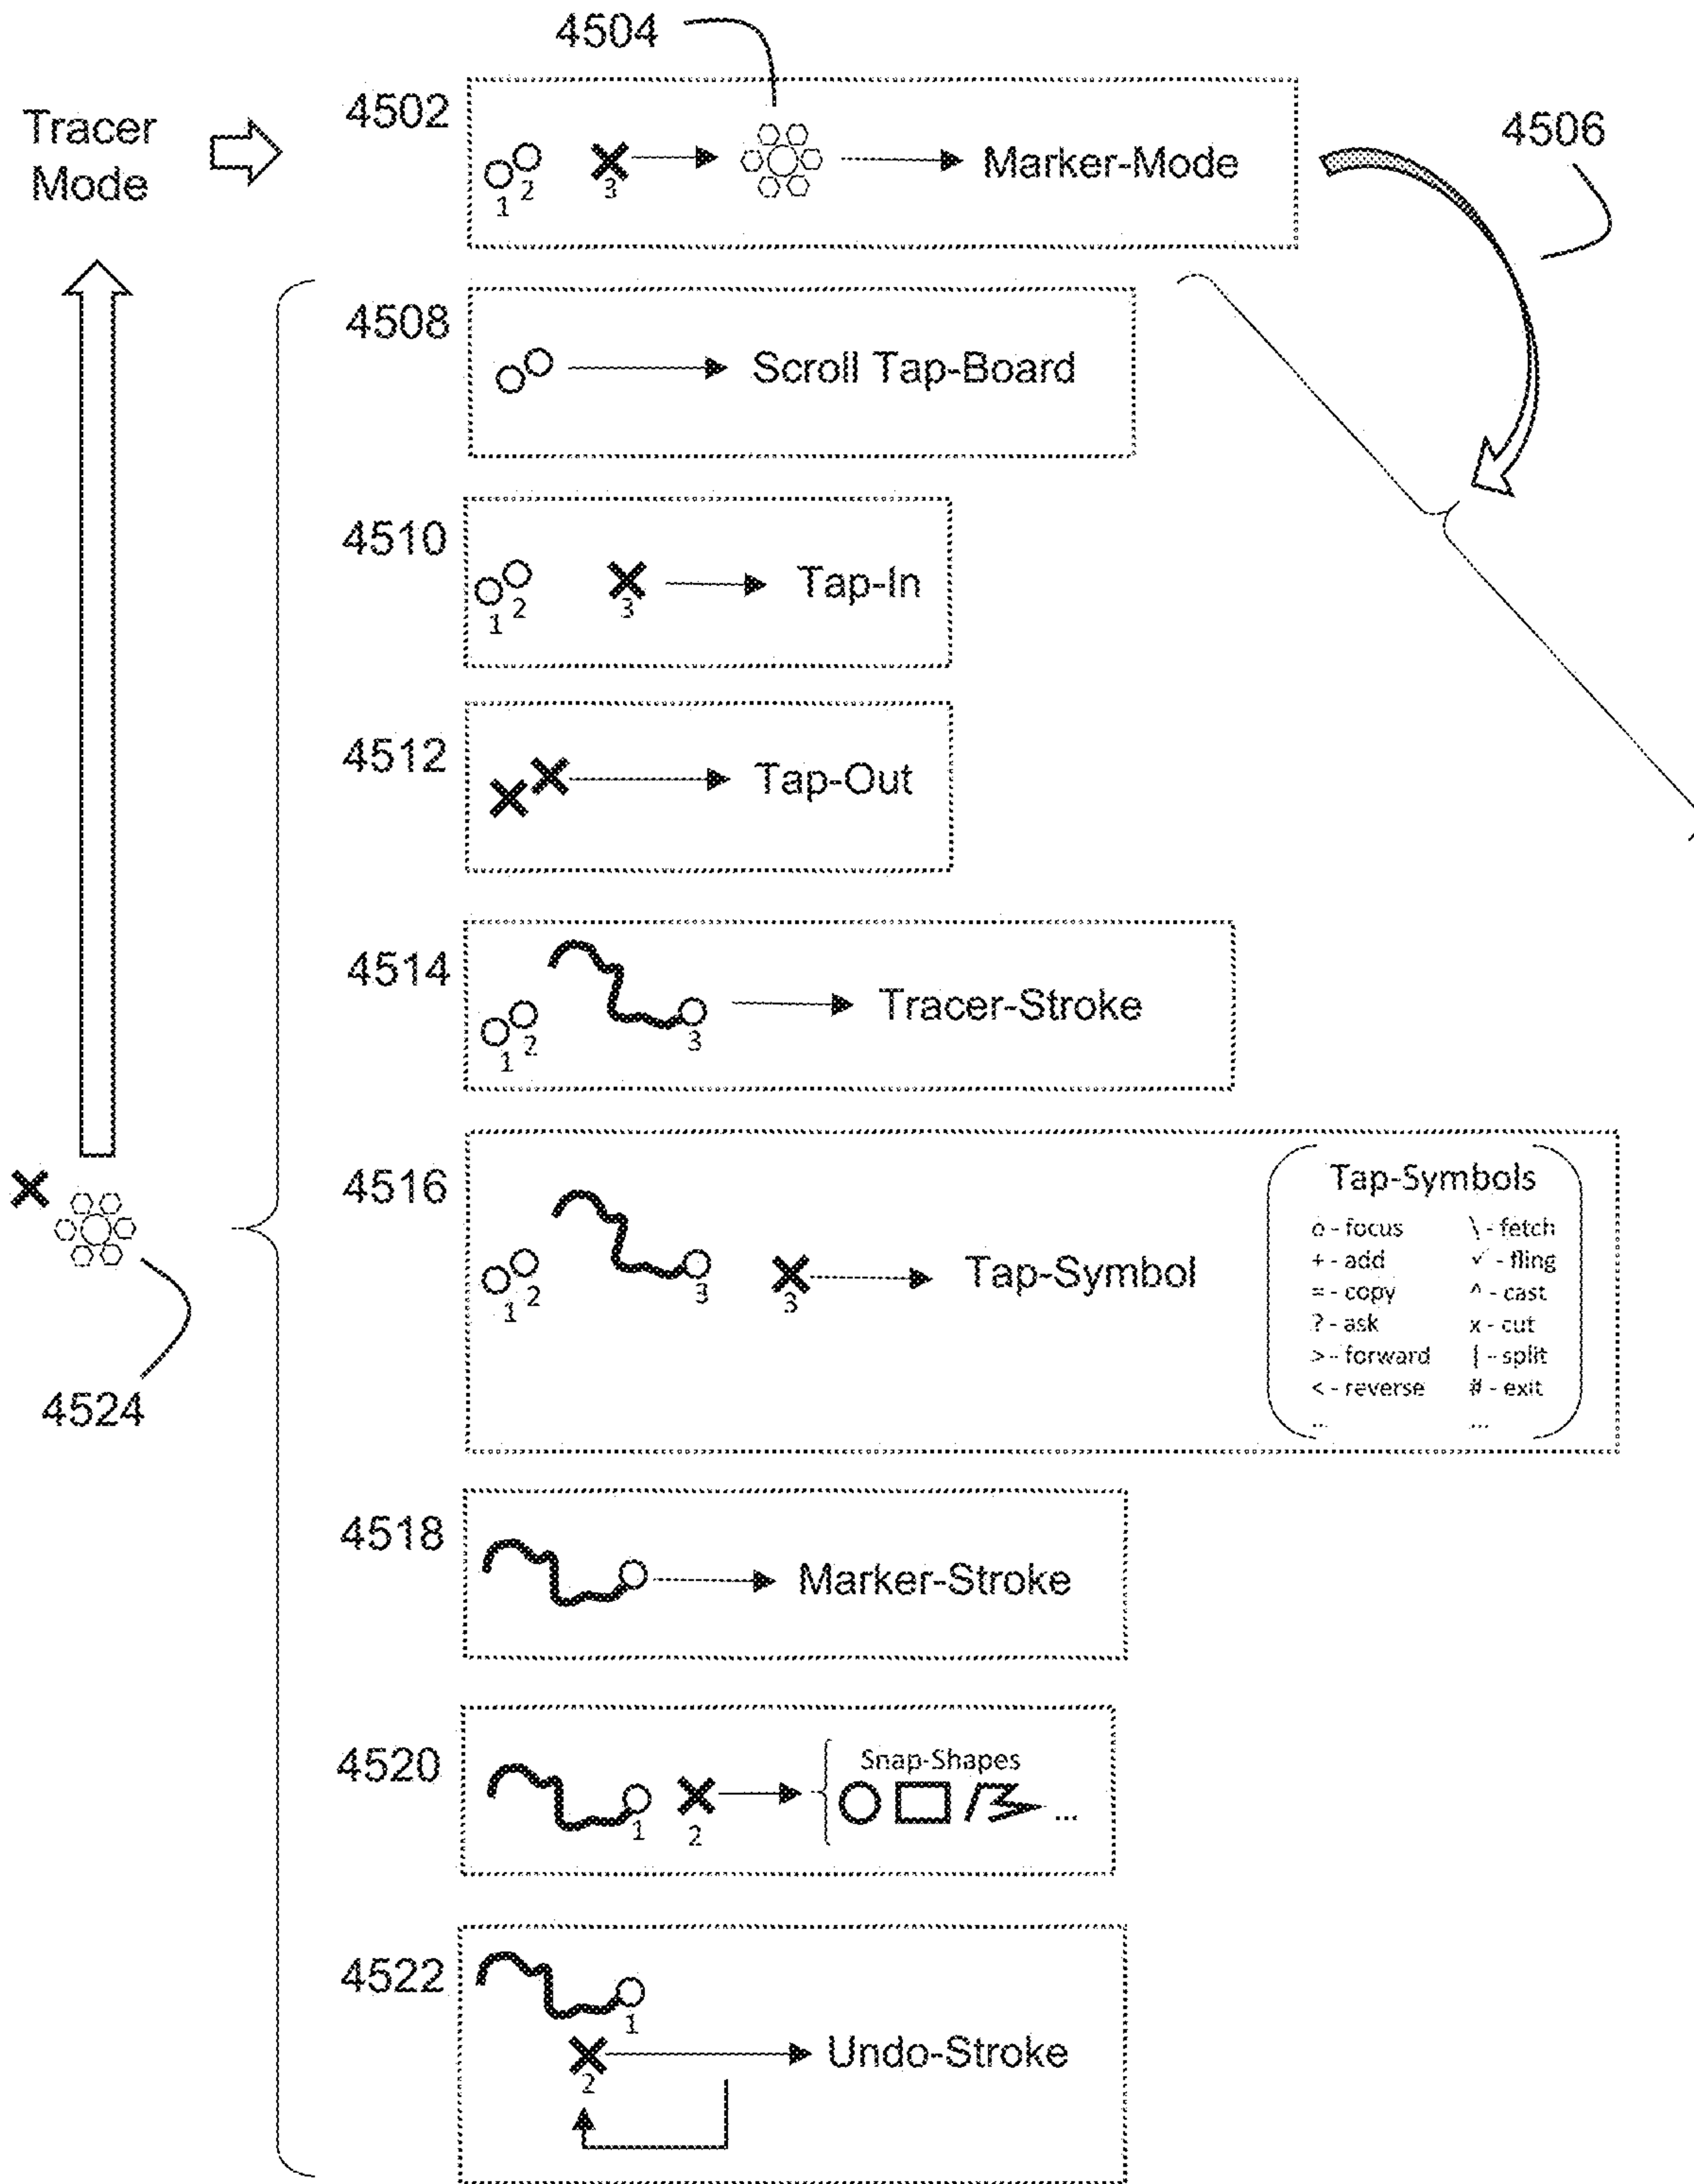 4504
Tracer
Mode
4502
1
2
3
Marker-Mode
4506
4508
Scroll Tap-Board
4510
1
2
3
Tap-In
4512
Tap-Out
4514
1
2
3
Tracer-Stroke
4516
1
2
3
3
Tap-Symbol
Tap-Symbols
o - focus \ - fetch
+ - add ✓ - fling
= - copy ^ - cast
? - ask x - cut
> - forward | - split
< - reverse # - exit
... ...
4524
4518
Marker-Stroke
4520
1
2
Snap-Shapes
...
4522
1
2
Undo-Stroke